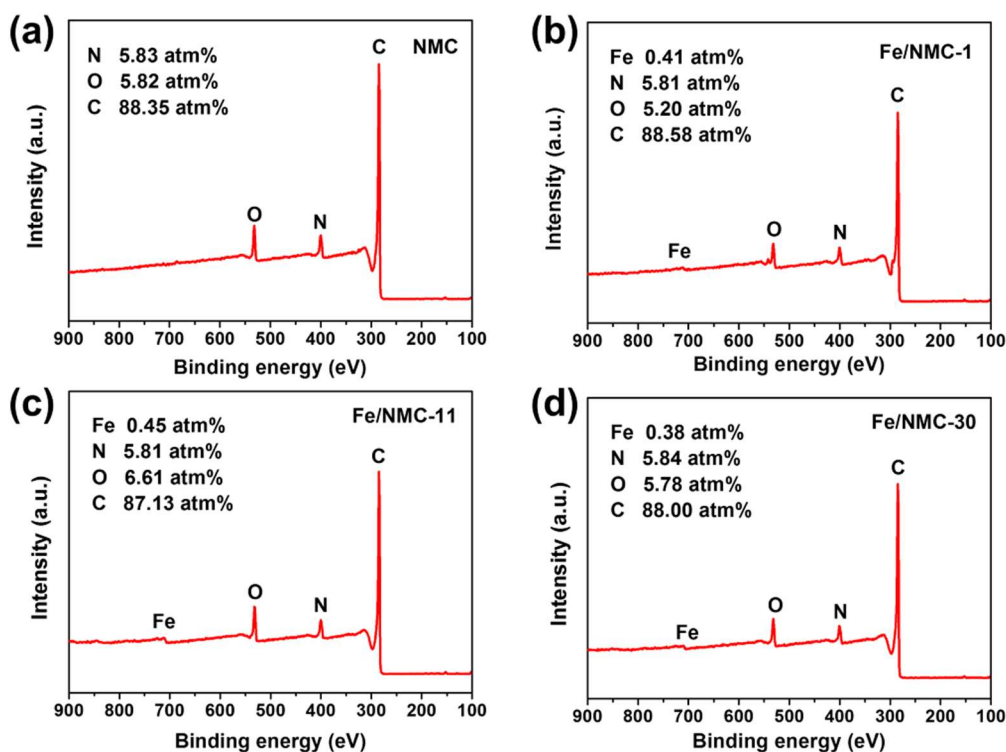 (a)
N 5.83 atm%
O 5.82 atm%
C 88.35 atm%
C
NMC
O
N
Intensity (a.u.)
900 800 700 600 500 400 300 200 100
Binding energy (eV)
(b)
Fe 0.41 atm%
N 5.81 atm%
O 5.20 atm%
C 88.58 atm%
Fe/NMC-1
C
Fe
O
N
Intensity (a.u.)
900 800 700 600 500 400 300 200 100
Binding energy (eV)
(c)
Fe 0.45 atm%
N 5.81 atm%
O 6.61 atm%
C 87.13 atm%
Fe/NMC-11
C
Fe
O
N
Intensity (a.u.)
900 800 700 600 500 400 300 200 100
Binding energy (eV)
(d)
Fe 0.38 atm%
N 5.84 atm%
O 5.78 atm%
C 88.00 atm%
Fe/NMC-30
C
Fe
O
N
Intensity (a.u.)
900 800 700 600 500 400 300 200 100
Binding energy (eV)